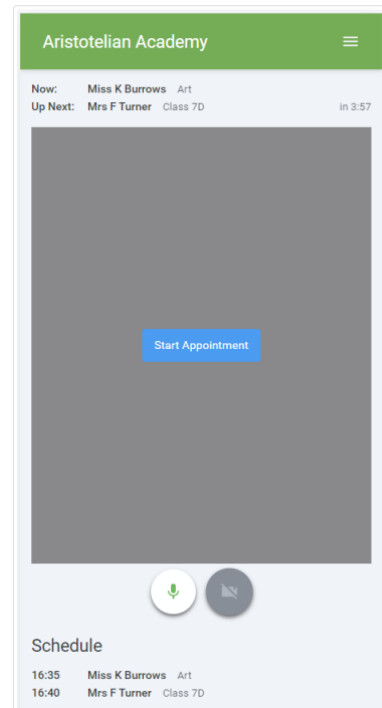 Aristotelian Academy
Now: Miss K Burrows Art
Up Next: Mrs F Turner Class 7D in 3:57
Start Appointment
Schedule
16:35 Miss K Burrows Art
16:40 Mrs F Turner Class 7D